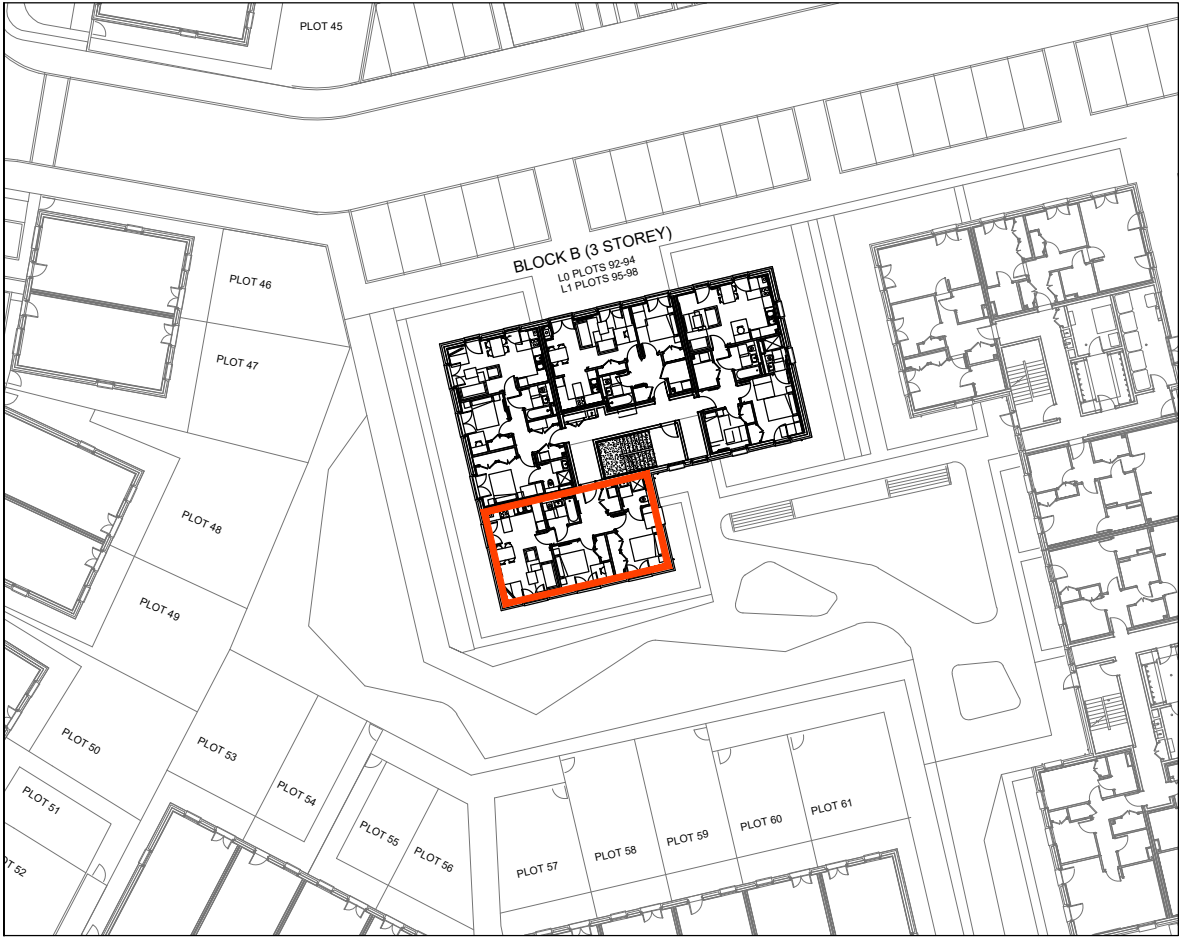 PLOT 45
BLOCK B (3 STOREY)
L0 PLOTS 92-94
L1 PLOTS 95-98
PLOT 46
PLOT 47
PLOT 48
PLOT 49
PLOT 50
PLOT 51
OT 52
PLOT 53
PLOT 54
PLOT 55
PLOT 56
PLOT 57
PLOT 58
PLOT 59
PLOT 60
PLOT 61